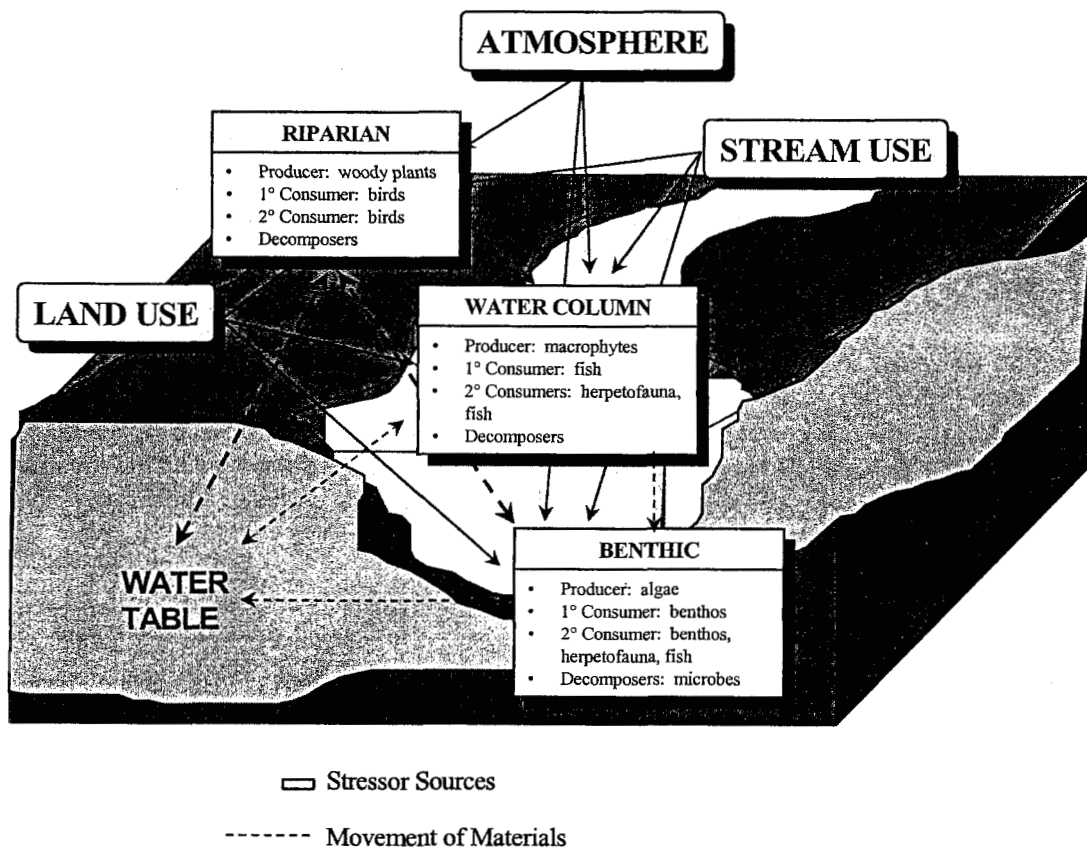 ATMOSPHERE
RIPARIAN
• Producer: woody plants
• 1° Consumer: birds
• 2° Consumer: birds
• Decomposers
STREAM USE
LAND USE
WATER COLUMN
• Producer: macrophytes
• 1° Consumer: fish
• 2° Consumers: herpetofauna,
fish
• Decomposers
WATER
TABLE
BENTHIC
• Producer: algae
• 1° Consumer: benthos
• 2° Consumer: benthos,
herpetofauna, fish
• Decomposers: microbes
Stressor Sources
Movement of Materials